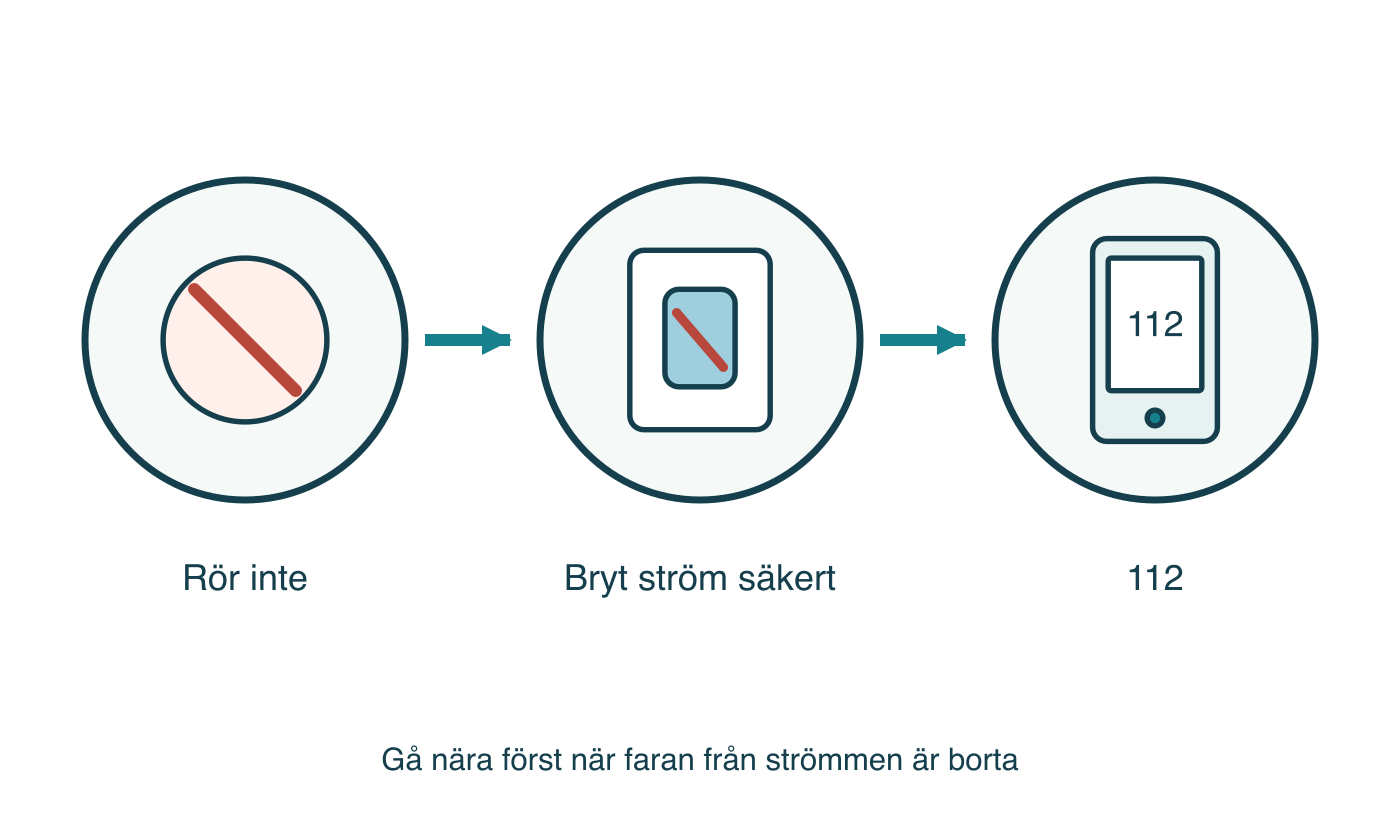 112
Rör inte
Bryt ström säkert
112
Gå nära först när faran från strömmen är borta